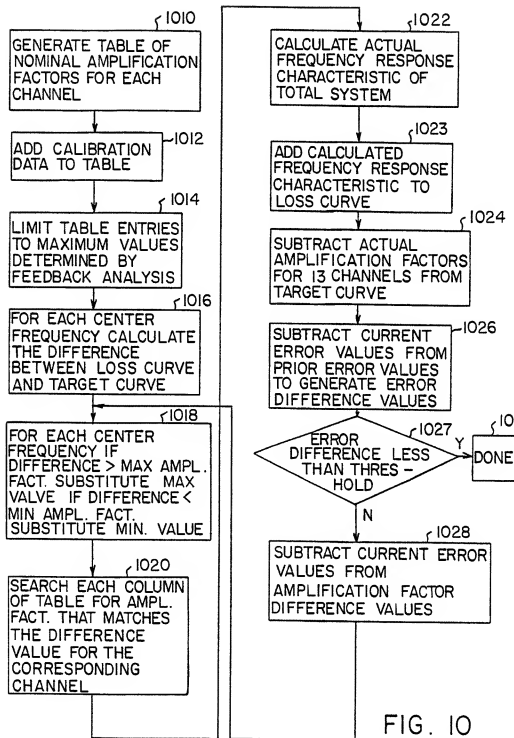 1010
GENERATE TABLE OF
NOMINAL AMPLIFICATION
FACTORS FOR EACH
CHANNEL
1012
ADD CALIBRATION
DATA TO TABLE
1014
LIMIT TABLE ENTRIES
TO MAXIMUM VALUES
DETERMINED BY
FEEDBACK ANALYSIS
1016
FOR EACH CENTER
FREQUENCY CALCULATE
THE DIFFERENCE
BETWEEN LOSS CURVE
AND TARGET CURVE
1018
FOR EACH CENTER
FREQUENCY IF
DIFFERENCE > MAX AMPL.
FACT. SUBSTITUTE MAX
VALVE IF DIFFERENCE <
MIN AMPL. FACT.
SUBSTITUTE MIN. VALUE
1020
SEARCH EACH COLUMN
OF TABLE FOR AMPL.
FACT. THAT MATCHES
THE DIFFERENCE
VALUE FOR THE
CORRESPONDING
CHANNEL
1022
CALCULATE ACTUAL
FREQUENCY RESPONSE
CHARACTERISTIC OF
TOTAL SYSTEM
1023
ADD CALCULATED
FREQUENCY RESPONSE
CHARACTERISTIC TO
LOSS CURVE
1024
SUBTRACT ACTUAL
AMPLIFICATION FACTORS
FOR 13 CHANNELS FROM
TARGET CURVE
1026
SUBTRACT CURRENT
ERROR VALUES FROM
PRIOR ERROR VALUES
TO GENERATE ERROR
DIFFERENCE VALUES
1027
ERROR
DIFFERENCE LESS
THAN THRES-
HOLD
Y
DONE
N
1028
SUBTRACT CURRENT ERROR
VALUES FROM
AMPLIFICATION FACTOR
DIFFERENCE VALUES
FIG. 10